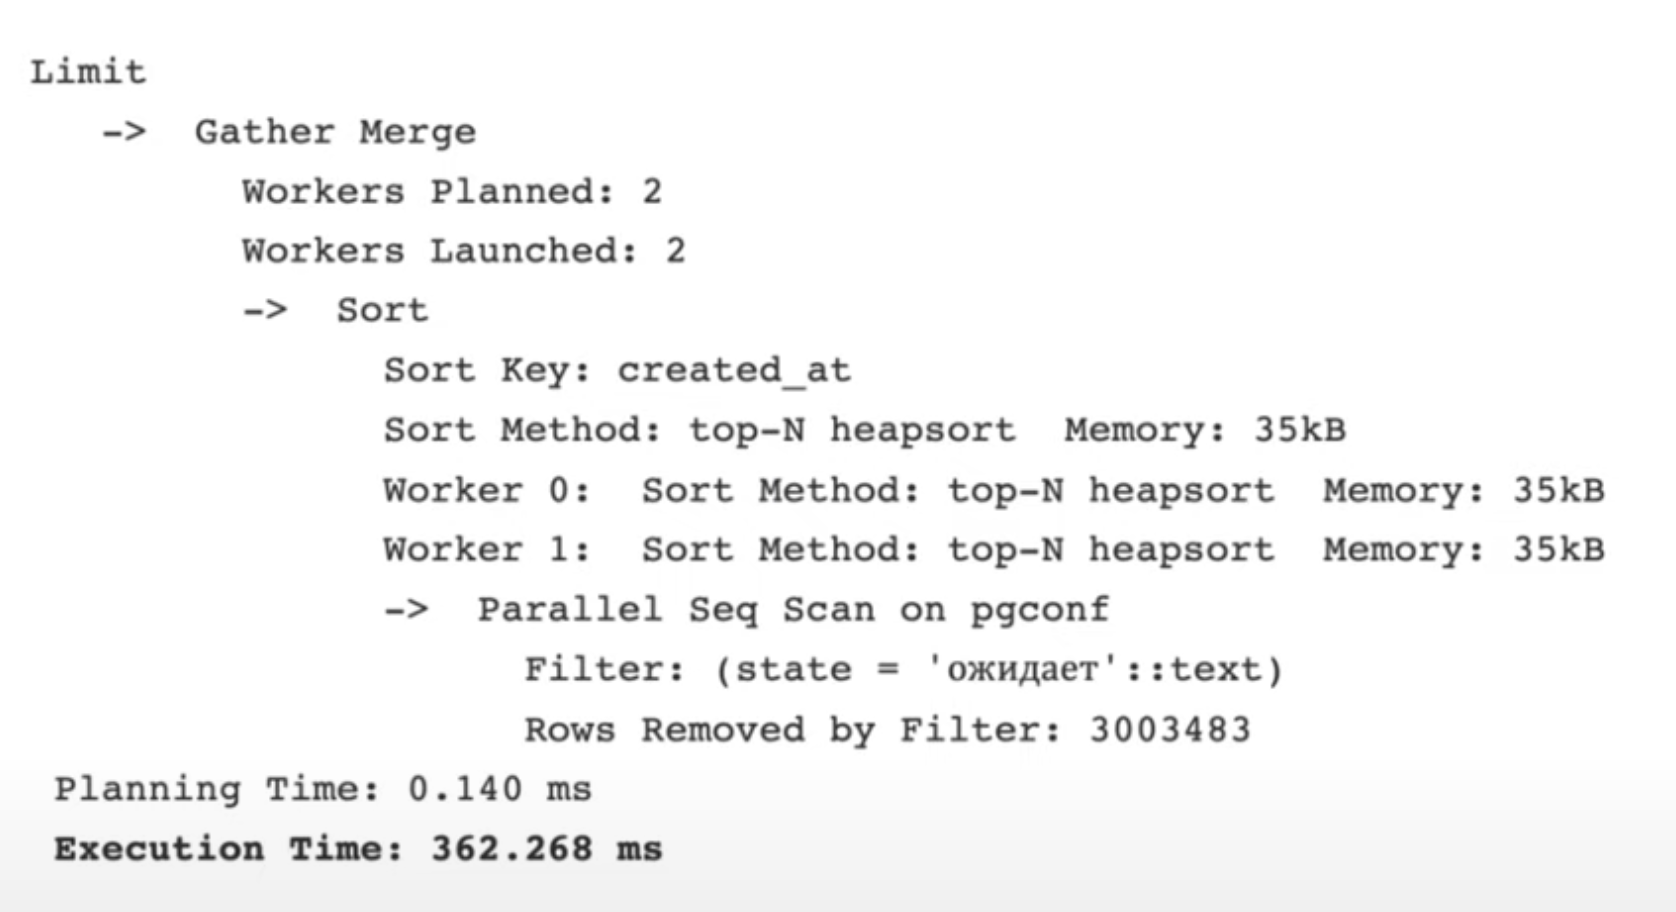 Limit
-> Gather Merge
Workers Planned: 2
Workers Launched: 2
-> Sort
Sort Key: created_at
Sort Method: top-N heapsort Memory: 35kB
Worker 0: Sort Method: top-N heapsort Memory: 35kB
Worker 1: Sort Method: top-N heapsort Memory: 35kB
-> Parallel Seq Scan on pgconf
Filter: (state = 'ожидает'::text)
Rows Removed by Filter: 3003483
Planning Time: 0.140 ms
Execution Time: 362.268 ms